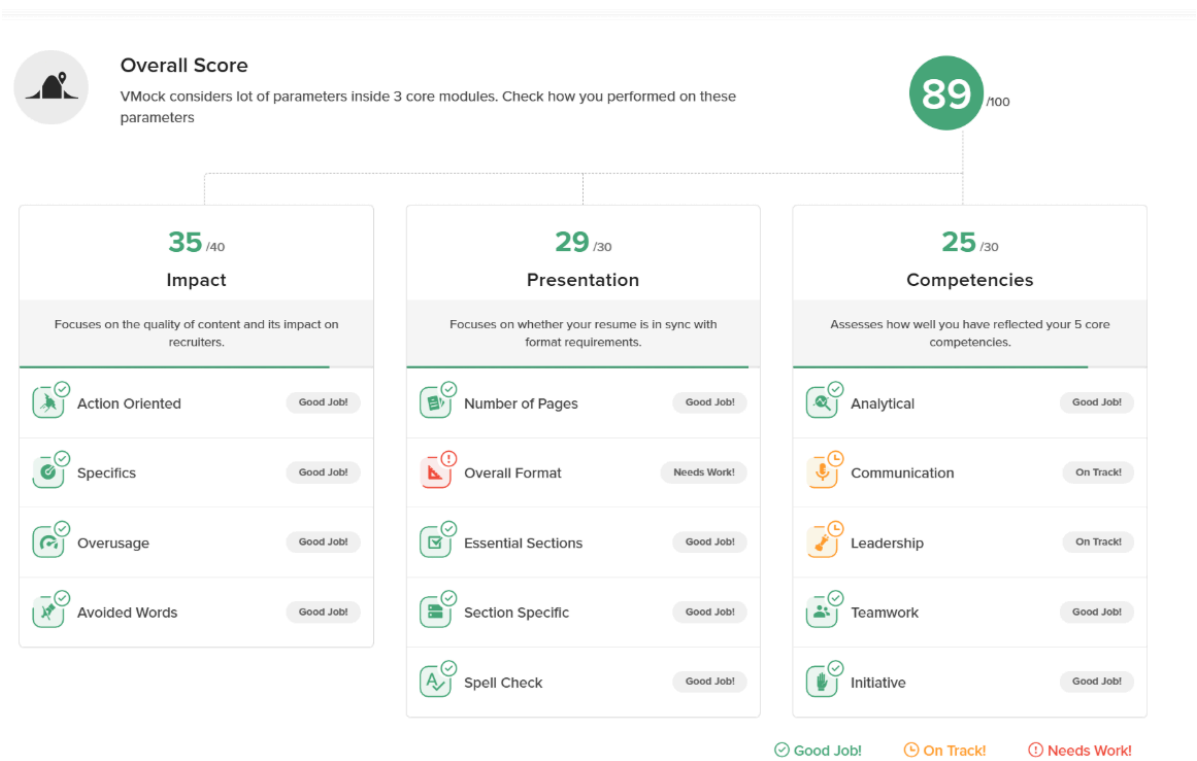 Overall Score
VMock considers lot of parameters inside 3 core modules. Check how you performed on these
parameters
89 /100
35 /40
Impact
Focuses on the quality of content and its impact on
recruiters.
Action Oriented Good Job!
Specifics Good Job!
Overusage Good Job!
Avoided Words Good Job!
29 /30
Presentation
Focuses on whether your resume is in sync with
format requirements.
Number of Pages Good Job!
Overall Format Needs Work!
Essential Sections Good Job!
Section Specific Good Job!
Spell Check Good Job!
25 /30
Competencies
Assesses how well you have reflected your 5 core
competencies.
Analytical Good Job!
Communication On Track!
Leadership On Track!
Teamwork Good Job!
Initiative Good Job!
Good Job! On Track! Needs Work!